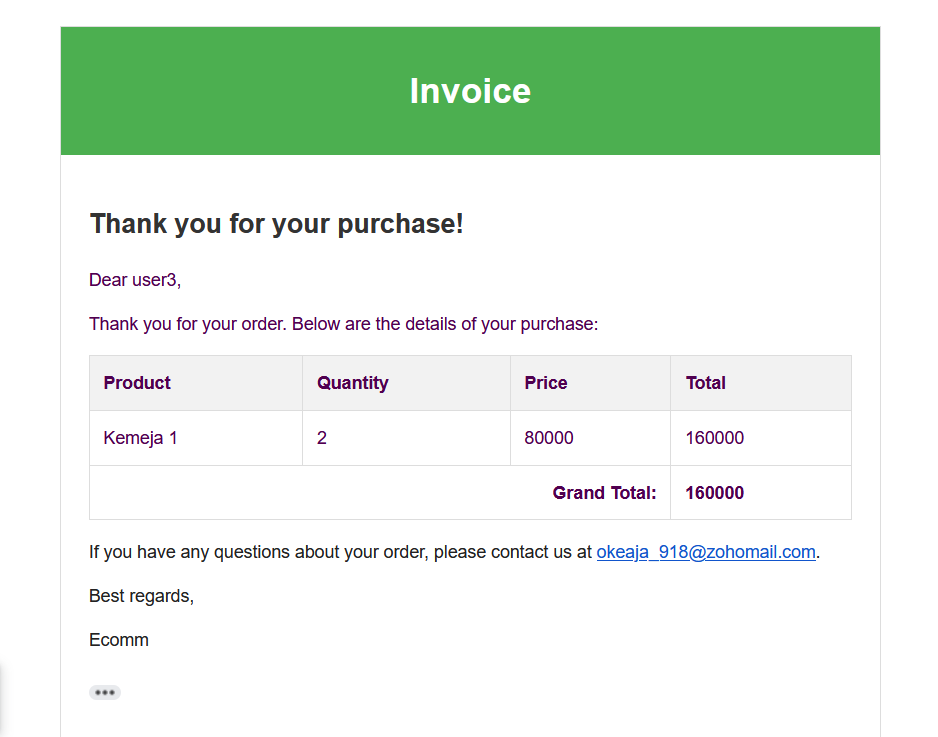 Invoice
Thank you for your purchase!
Dear user3,
Thank you for your order. Below are the details of your purchase:
Product Quantity Price Total
Kemeja 1 2 80000 160000
Grand Total: 160000
If you have any questions about your order, please contact us at okeaja_918@zohomail.com.
Best regards,
Ecomm